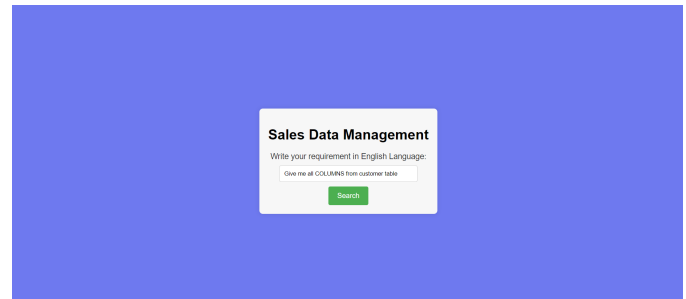 Sales Data Management
Write your requirement in English Language:
Give me all COLUMNS from customer table
Search